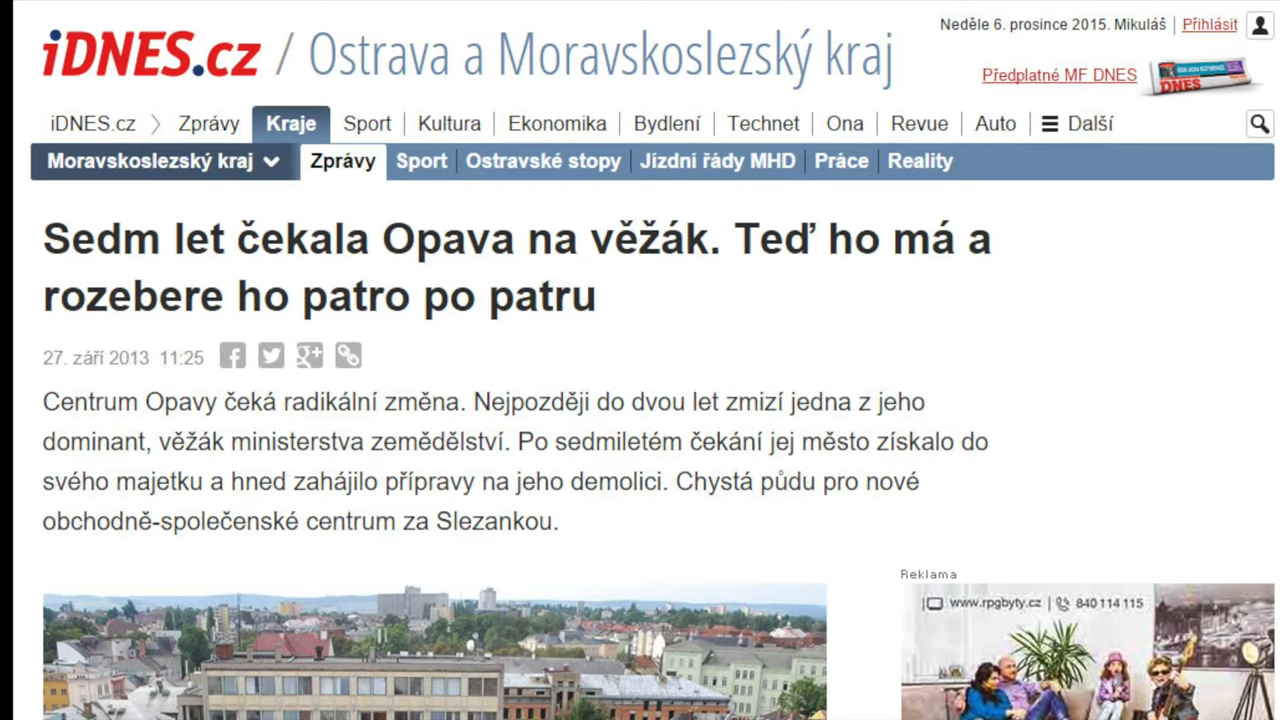 Neděle 6. prosince 2015. Mikuláš | Přihlásit
iDNES.cz / Ostrava a Moravskoslezský kraj
Předplatné MF DNES
DNES
iDNES.cz Zprávy Kraje Sport Kultura Ekonomika Bydlení Technet Ona Revue Auto Další
Moravskoslezský kraj Zprávy Sport Ostravské stopy Jízdní řády MHD Práce Reality
Sedm let čekala Opava na věžák. Teď ho má a
rozebere ho patro po patru
27. září 2013 11:25
Centrum Opavy čeká radikální změna. Nejpozději do dvou let zmizí jedna z jeho
dominant, věžák ministerstva zemědělství. Po sedmiletém čekání jej město získalo do
svého majetku a hned zahájilo přípravy na jeho demolici. Chystá půdu pro nové
obchodně-společenské centrum za Slezankou.
Reklama
www.rpgbyty.cz | 840 114 115